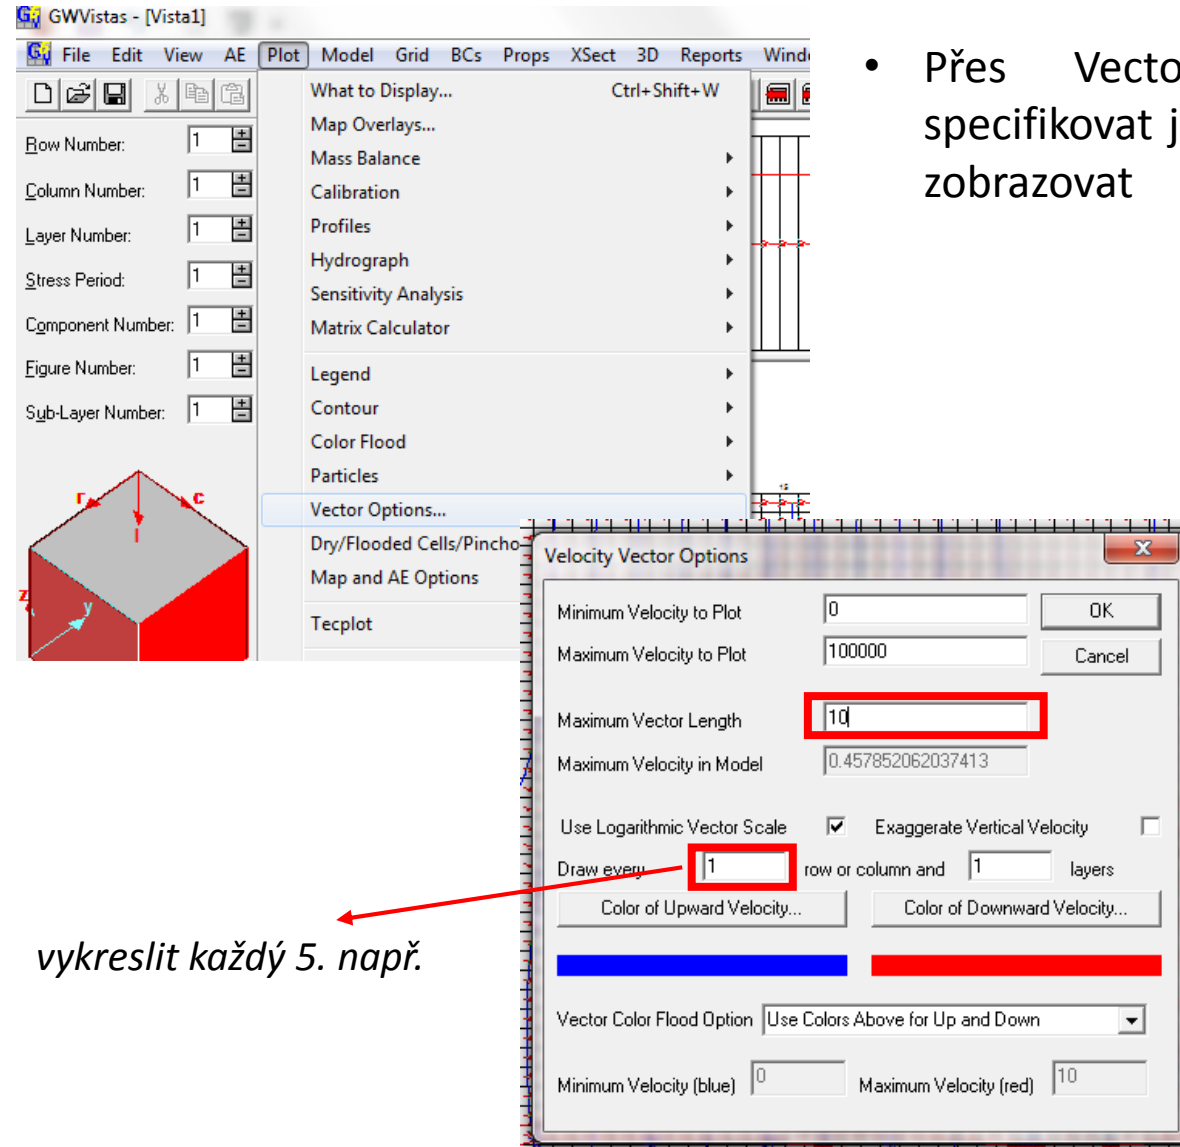 GWVistas - [Vista1]
File Edit View AE Plot Model Grid BCs Props XSect 3D Reports
Row Number: 1
Column Number: 1
Layer Number: 1
Stress Period: 1
Component Number: 1
Figure Number: 1
Sub-Layer Number: 1
r c
l
z y
What to Display... Ctrl+Shift+W
Map Overlays...
Mass Balance
Calibration
Profiles
Hydrograph
Sensitivity Analysis
Matrix Calculator
Legend
Contour
Color Flood
Particles
Vector Options...
Dry/Flooded Cells/Pincho
Map and AE Options
Tecplot
• Přes Vecto
specifikovat j
zobrazovat
Velocity Vector Options
Minimum Velocity to Plot 0 OK
Maximum Velocity to Plot 100000 Cancel
Maximum Vector Length 10
Maximum Velocity in Model 0.457852062037413
Use Logarithmic Vector Scale Exaggerate Vertical Velocity
Draw every 1 row or column and 1 layers
Color of Upward Velocity... Color of Downward Velocity...
Vector Color Flood Option Use Colors Above for Up and Down
Minimum Velocity (blue) 0 Maximum Velocity (red) 10
vykreslit každý 5. např.